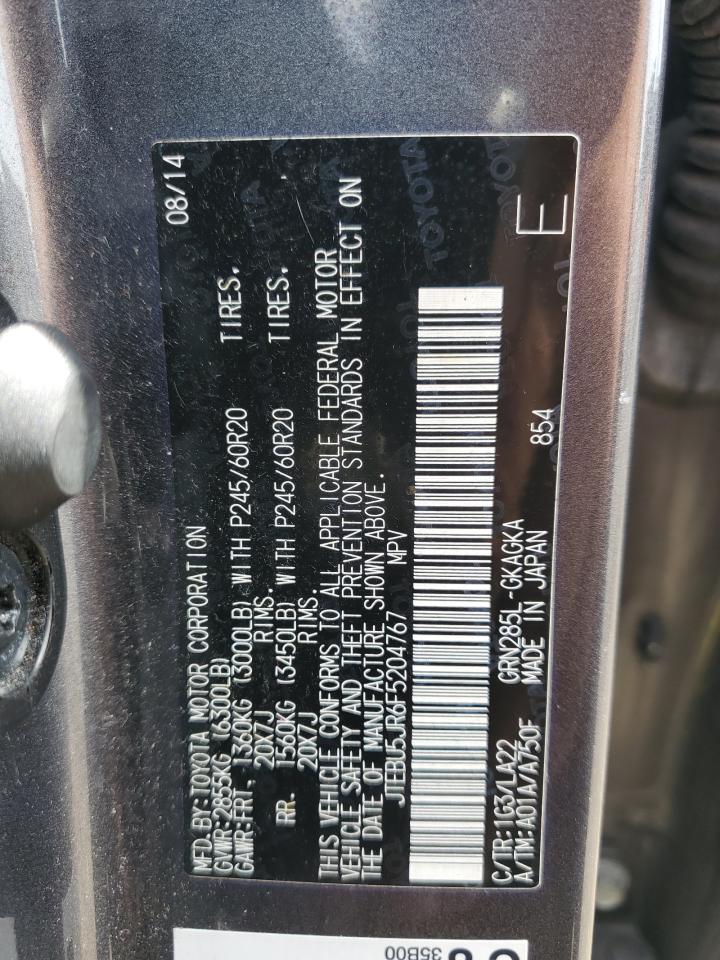 MFD BY:TOYOTA MOTOR CORPORATION 08/14
GVWR:2855KG (6300LB)
GAWR:FRT. 1360KG (3000LB) WITH P245/60R20 TIRES.
20X7J RIMS.
RR. 1560KG (3450LB) WITH P245/60R20 TIRES.
20X7J RIMS.
THIS VEHICLE CONFORMS TO ALL APPLICABLE FEDERAL MOTOR
VEHICLE SAFETY AND THEFT PREVENTION STANDARDS IN EFFECT ON
THE DATE OF MANUFACTURE SHOWN ABOVE.
JTEBU5JR6F5204767 MPV
C/TR:1G3/LA22 GRN285L-GKAGKA 854
A/TM:A01A/A750F MADE IN JAPAN E
35B00